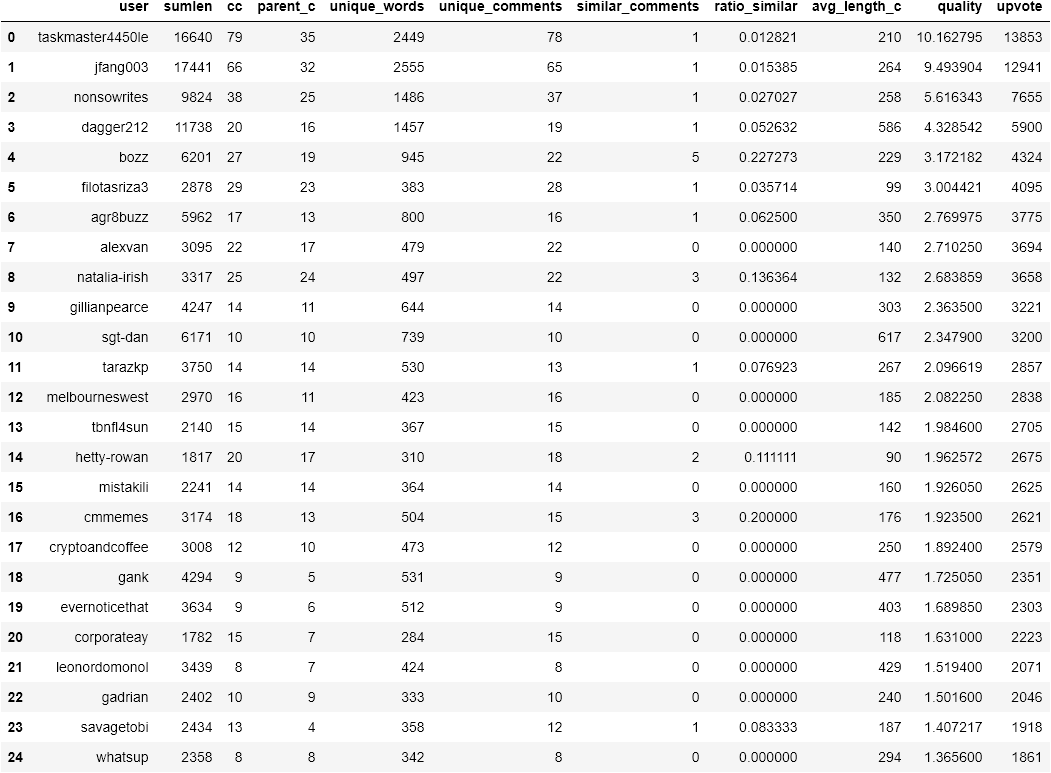 user sumlen cc parent_c unique_words unique_comments similar_comments ratio_similar avg_length_c quality upvote
0 taskmaster4450le 16640 79 35 2449 78 1 0.012821 210 10.162795 13853
1 jfang003 17441 66 32 2555 65 1 0.015385 264 9.493904 12941
2 nonsowrites 9824 38 25 1486 37 1 0.027027 258 5.616343 7655
3 dagger212 11738 20 16 1457 19 1 0.052632 586 4.328542 5900
4 bozz 6201 27 19 945 22 5 0.227273 229 3.172182 4324
5 filotasriza3 2878 29 23 383 28 1 0.035714 99 3.004421 4095
6 agr8buzz 5962 17 13 800 16 1 0.062500 350 2.769975 3775
7 alexvan 3095 22 17 479 22 0 0.000000 140 2.710250 3694
8 natalia-irish 3317 25 24 497 22 3 0.136364 132 2.683859 3658
9 gillianpearce 4247 14 11 644 14 0 0.000000 303 2.363500 3221
10 sgt-dan 6171 10 10 739 10 0 0.000000 617 2.347900 3200
11 tarazkp 3750 14 14 530 13 1 0.076923 267 2.096619 2857
12 melbourneswest 2970 16 11 423 16 0 0.000000 185 2.082250 2838
13 tbnfl4sun 2140 15 14 367 15 0 0.000000 142 1.984600 2705
14 hetty-rowan 1817 20 17 310 18 2 0.111111 90 1.962572 2675
15 mistakili 2241 14 14 364 14 0 0.000000 160 1.926050 2625
16 cmmemes 3174 18 13 504 15 3 0.200000 176 1.923500 2621
17 cryptoandcoffee 3008 12 10 473 12 0 0.000000 250 1.892400 2579
18 gank 4294 9 5 531 9 0 0.000000 477 1.725050 2351
19 evernoticethat 3634 9 6 512 9 0 0.000000 403 1.689850 2303
20 corporateay 1782 15 7 284 15 0 0.000000 118 1.631000 2223
21 leonordomonol 3439 8 7 424 8 0 0.000000 429 1.519400 2071
22 gadrian 2402 10 9 333 10 0 0.000000 240 1.501600 2046
23 savagetobi 2434 13 4 358 12 1 0.083333 187 1.407217 1918
24 whatsup 2358 8 8 342 8 0 0.000000 294 1.365600 1861